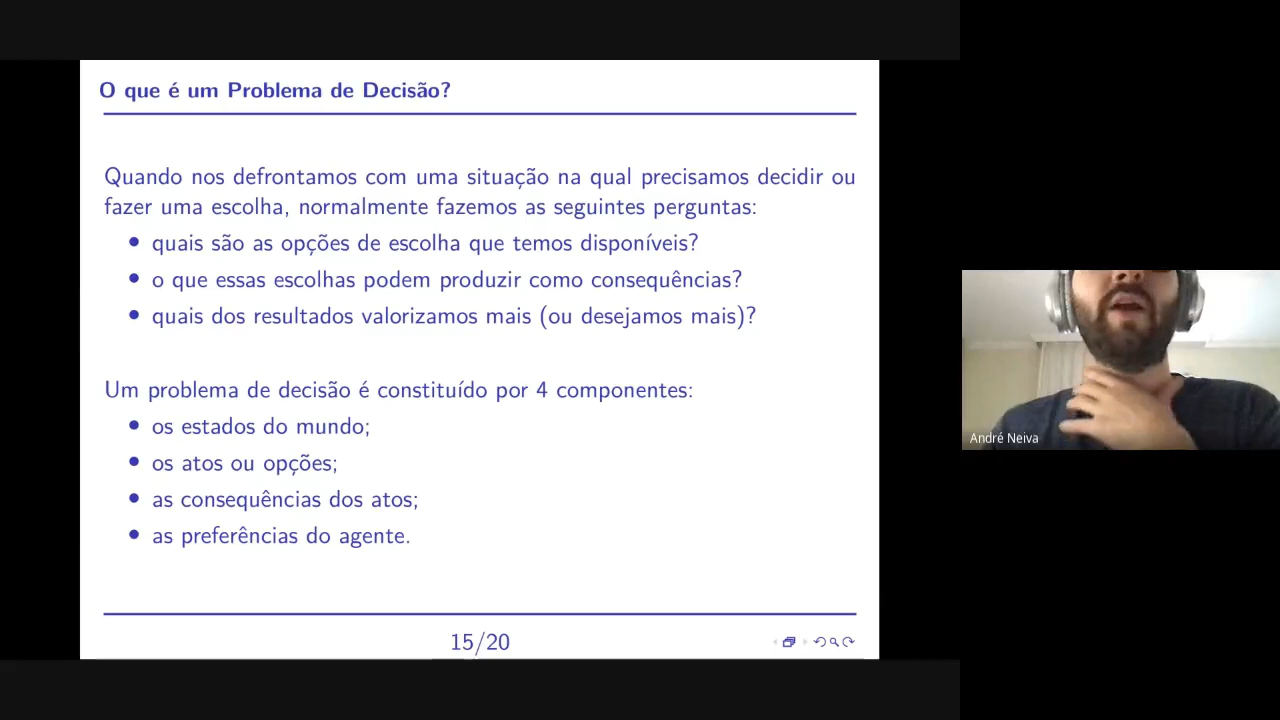 O que é um Problema de Decisão?
Quando nos defrontamos com uma situação na qual precisamos decidir ou
fazer uma escolha, normalmente fazemos as seguintes perguntas:
• quais são as opções de escolha que temos disponíveis?
• o que essas escolhas podem produzir como consequências?
• quais dos resultados valorizamos mais (ou desejamos mais)?
Um problema de decisão é constituído por 4 componentes:
• os estados do mundo;
• os atos ou opções;
• as consequências dos atos;
• as preferências do agente.
15/20
André Neiva